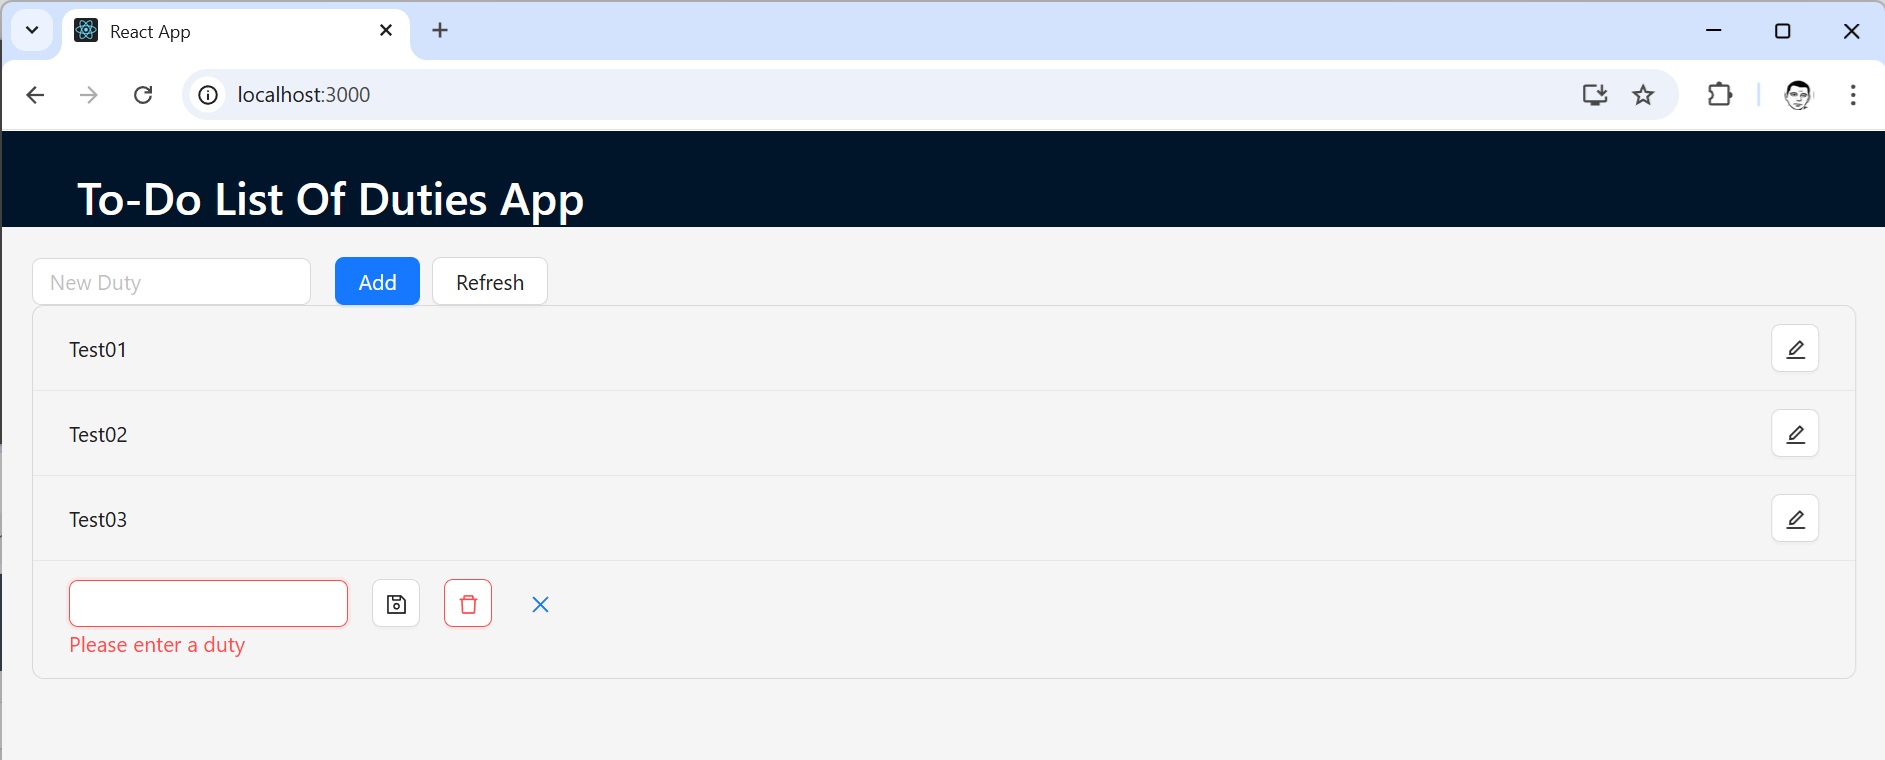 React App
localhost:3000
To-Do List Of Duties App
New Duty
Add
Refresh
Test01
Test02
Test03
Please enter a duty